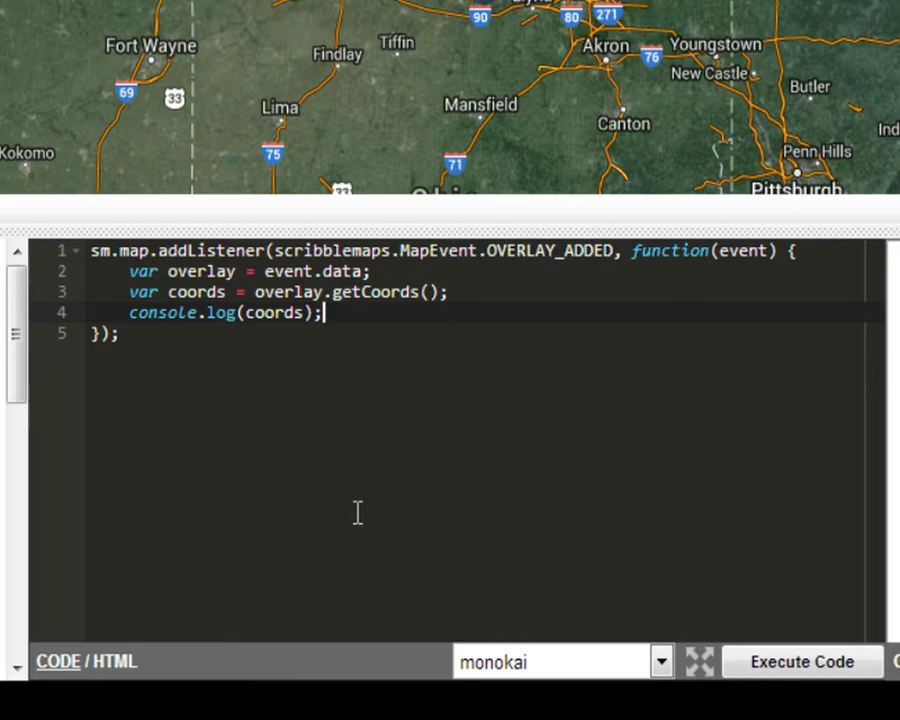 90
80
271
Fort Wayne
Findlay
Tiffin
Akron
76
Youngstown
New Castle
69
33
Lima
Mansfield
Butler
Canton
Kokomo
75
71
Penn Hills
33
Pittsburgh
1 sm.map.addListener(scribblemaps.MapEvent.OVERLAY_ADDED, function(event) {
2 var overlay = event.data;
3 var coords = overlay.getCoords();
4 console.log(coords);
5 });
CODE / HTML
monokai
Execute Code